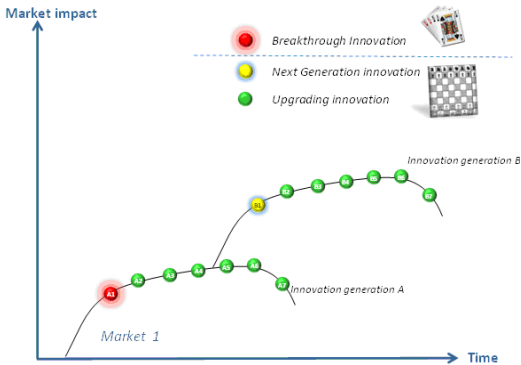 Market impact
Breakthrough Innovation
Next Generation innovation
Upgrading innovation
Innovation generation B
B1 B2 B3 B4 B5 B6 B7
A1 A2 A3 A4 A5 A6 A7
Innovation generation A
Market 1
Time